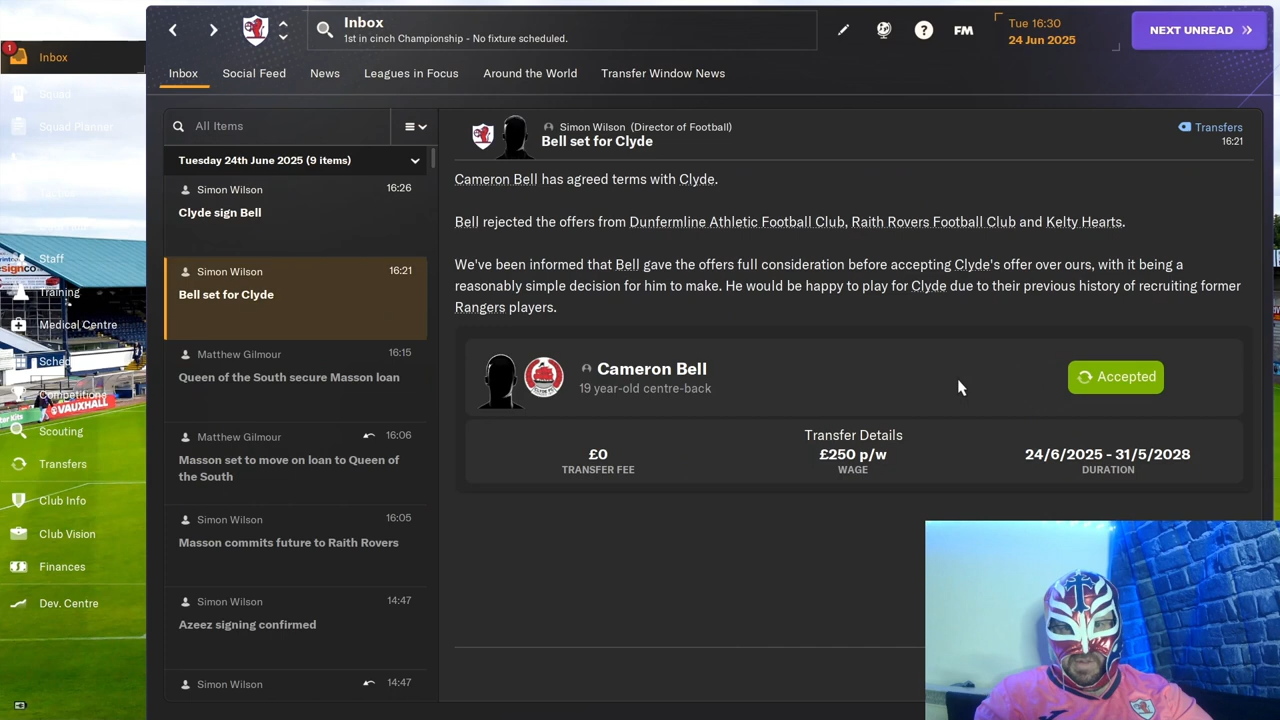 Inbox
1st in cinch Championship - No fixture scheduled.
FM
Tue 16:30
24 Jun 2025
NEXT UNREAD
1
Inbox
Squad
Squad Planner
Staff
Training
Medical Centre
Sched
Competitions
Scouting
Transfers
Club Info
Club Vision
Finances
Dev. Centre
VAUXHALL
Inbox
Social Feed
News
Leagues in Focus
Around the World
Transfer Window News
All Items
Tuesday 24th June 2025 (9 items)
Simon Wilson
16:26
Clyde sign Bell
Simon Wilson
16:21
Bell set for Clyde
Matthew Gilmour
16:15
Queen of the South secure Masson loan
Matthew Gilmour
16:06
Masson set to move on loan to Queen of
the South
Simon Wilson
16:05
Masson commits future to Raith Rovers
Simon Wilson
14:47
Azeez signing confirmed
Simon Wilson
14:47
Simon Wilson (Director of Football)
Bell set for Clyde
Transfers
16:21
Cameron Bell has agreed terms with Clyde.
Bell rejected the offers from Dunfermline Athletic Football Club, Raith Rovers Football Club and Kelty Hearts.
We've been informed that Bell gave the offers full consideration before accepting Clyde's offer over ours, with it being a
reasonably simple decision for him to make. He would be happy to play for Clyde due to their previous history of recruiting former
Rangers players.
Cameron Bell
19 year-old centre-back
Accepted
Transfer Details
£0
TRANSFER FEE
£250 p/w
WAGE
24/6/2025 - 31/5/2028
DURATION